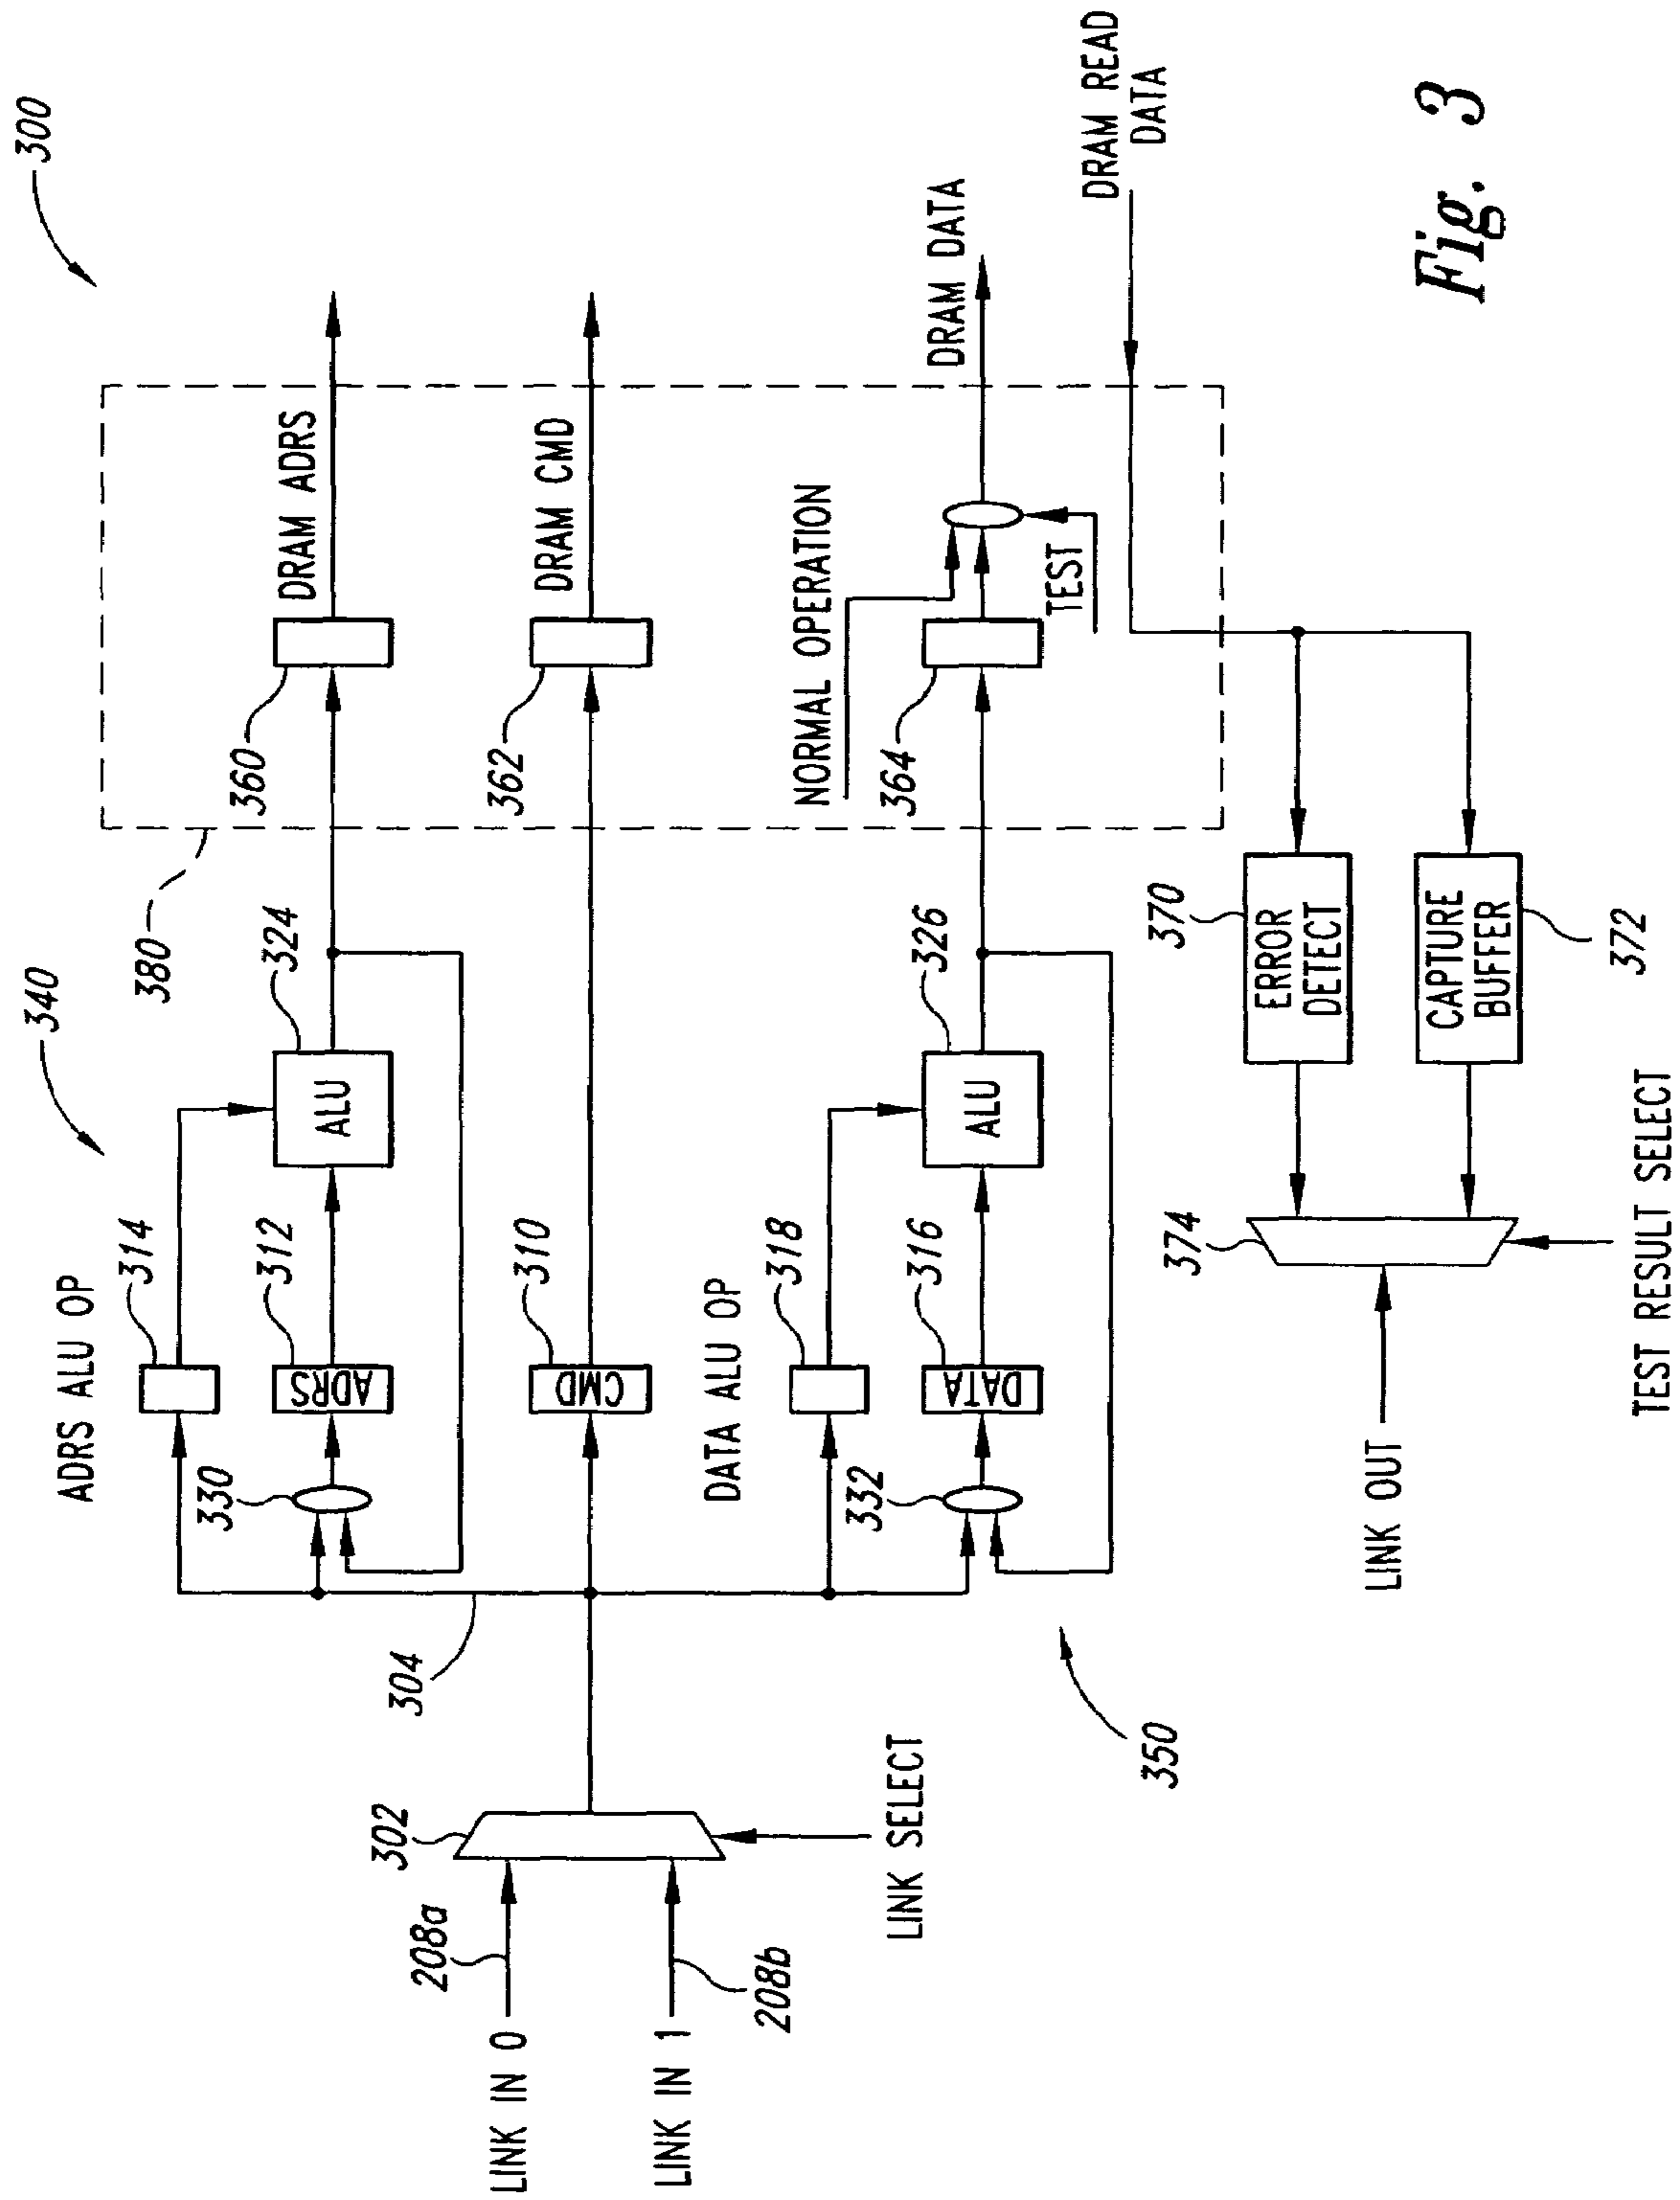 300
340
ADRS ALU OP
314
312
330
324
380
360
DRAM ADRS
ADRS
ALU
304
302
LINK IN 0
208a
LINK IN 1
208b
LINK SELECT
310
CMD
362
DRAM CMD
DATA ALU OP
318
316
332
DATA
ALU
326
364
NORMAL OPERATION
TEST
DRAM DATA
DRAM READ
DATA
350
370
ERROR
DETECT
CAPTURE
BUFFER
372
374
LINK OUT
TEST RESULT SELECT
Fig. 3